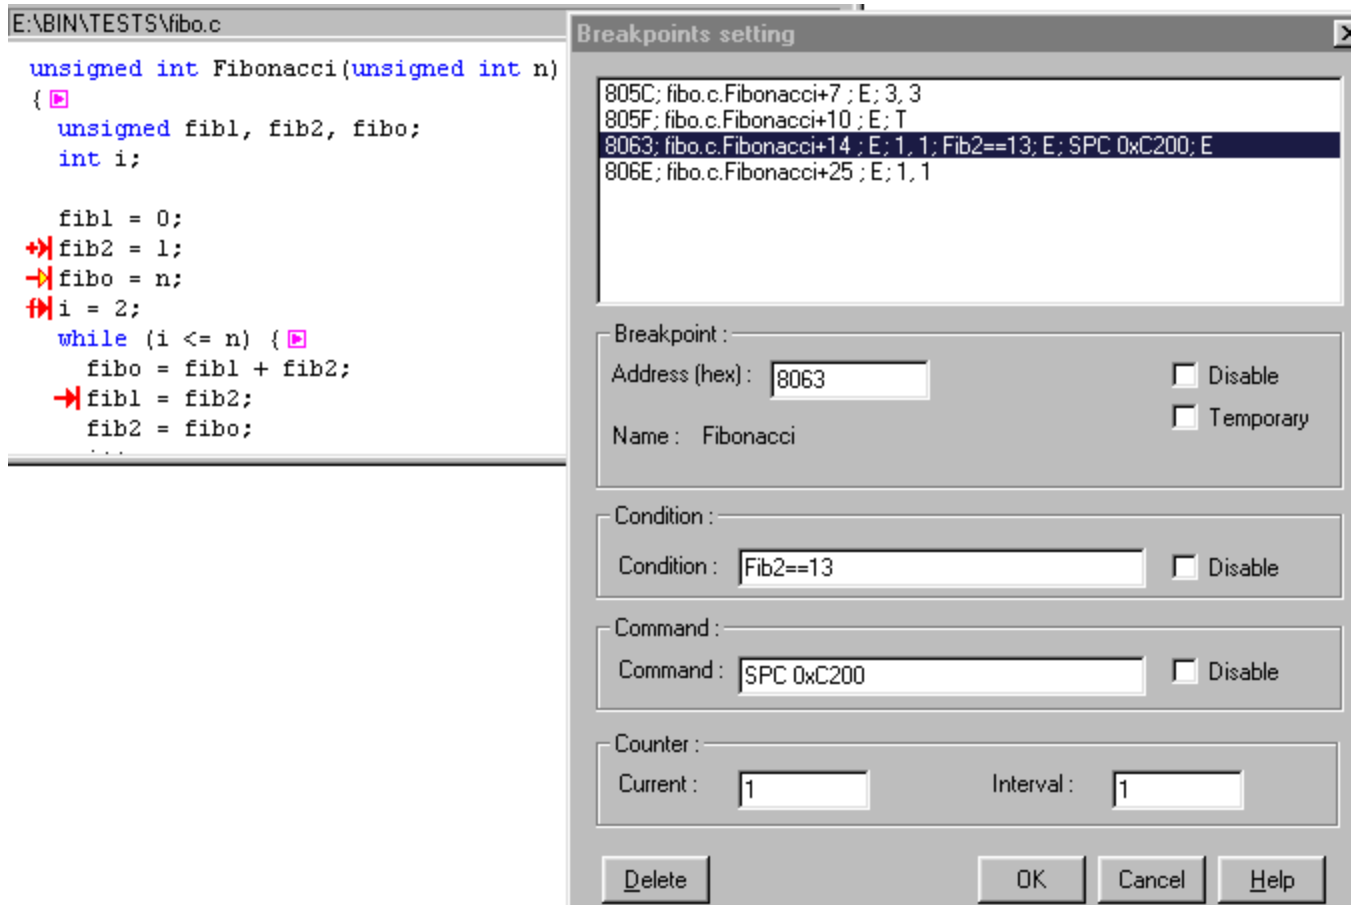 E:\BIN\TESTS\fibo.c
unsigned int Fibonacci(unsigned int n)
{
unsigned fib1, fib2, fibo;
int i;
fib1 = 0;
fib2 = 1;
fibo = n;
i = 2;
while (i <= n) {
fibo = fib1 + fib2;
fib1 = fib2;
fib2 = fibo;
Breakpoints setting
805C; fibo.c.Fibonacci+7 ; E; 3, 3
805F; fibo.c.Fibonacci+10 ; E; T
8063; fibo.c.Fibonacci+14 ; E; 1, 1; Fib2==13; E; SPC 0xC200; E
806E; fibo.c.Fibonacci+25 ; E; 1, 1
Breakpoint :
Address (hex) : 8063
Disable
Temporary
Name : Fibonacci
Condition :
Condition : Fib2==13 Disable
Command :
Command : SPC 0xC200 Disable
Counter :
Current : 1 Interval : 1
Delete OK Cancel Help